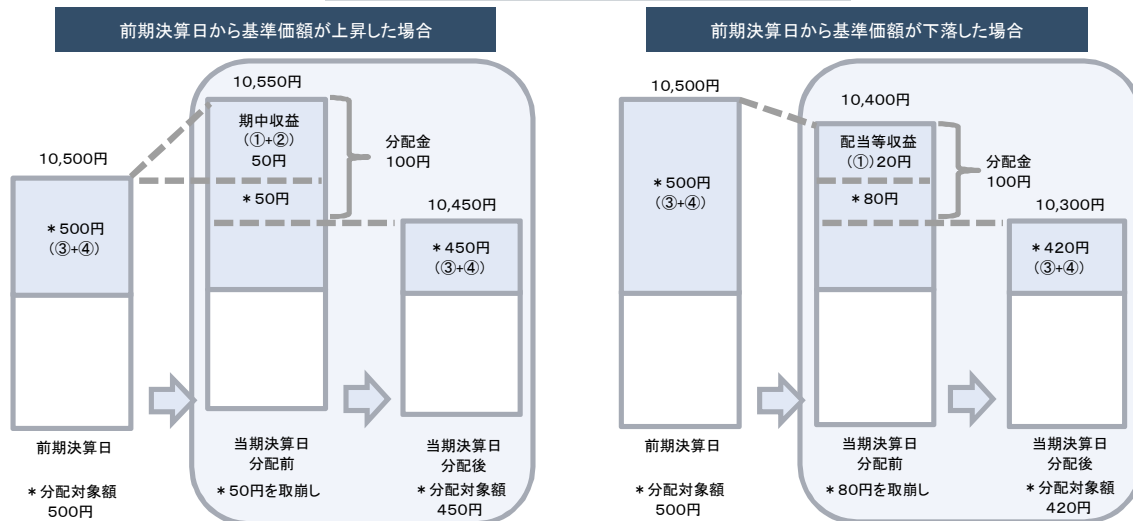 前期決算日から基準価額が上昇した場合
10,550円
期中収益
(①+②)
50円
分配金
100円
10,500円
*50円
10,450円
*500円
(③+④)
*450円
(③+④)
前期決算日
当期決算日
分配前
当期決算日
分配後
*分配対象額
500円
*50円を取崩し
*分配対象額
450円
前期決算日から基準価額が下落した場合
10,500円
10,400円
配当等収益
(①)20円
分配金
100円
*500円
(③+④)
*80円
10,300円
*420円
(③+④)
前期決算日
当期決算日
分配前
当期決算日
分配後
*分配対象額
500円
*80円を取崩し
*分配対象額
420円